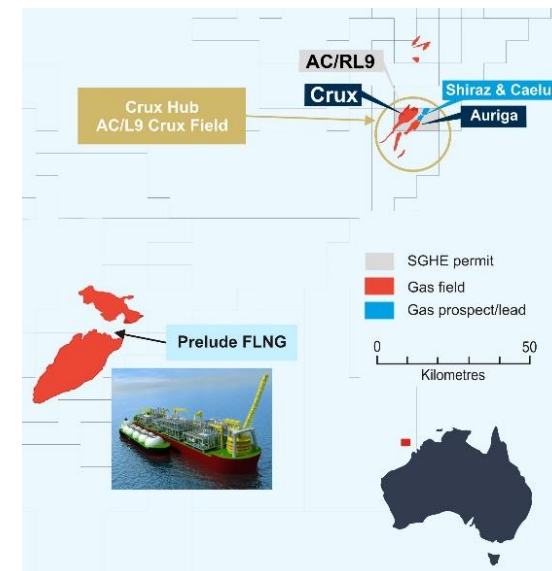 AC/RL9
Crux
Shiraz & Caelu
Auriga
Crux Hub
AC/L9 Crux Field
SGHE permit
Gas field
Gas prospect/lead
0 50
Kilometres
Prelude FLNG